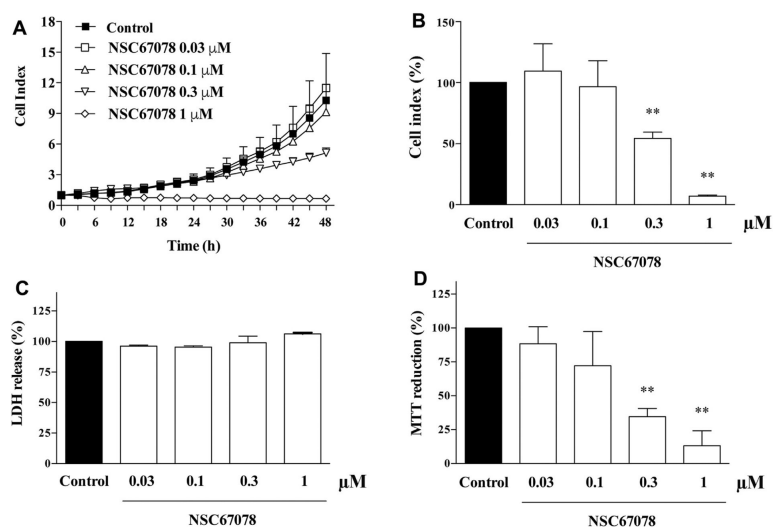 A
Cell Index
18
15
12
9
6
3
0
Control
NSC67078 0.03 µM
NSC67078 0.1 µM
NSC67078 0.3 µM
NSC67078 1 µM
0 6 12 18 24 30 36 42 48
Time (h)
B
Cell index (%)
150
100
50
0
**
**
Control 0.03 0.1 0.3 1 µM
NSC67078
C
LDH release (%)
125
100
75
50
25
0
Control 0.03 0.1 0.3 1 µM
NSC67078
D
MTT reduction (%)
125
100
75
50
25
0
**
**
Control 0.03 0.1 0.3 1 µM
NSC67078